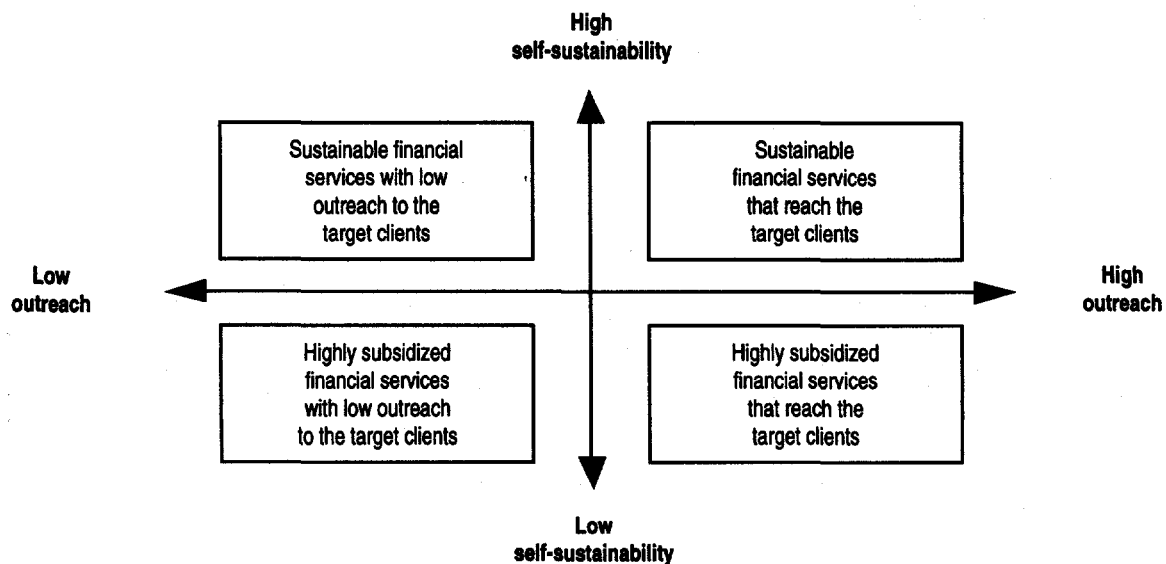 High
self-sustainability
Sustainable financial
services with low
outreach to the
target clients
Sustainable
financial services
that reach the
target clients
Low
outreach
High
outreach
Highly subsidized
financial services
with low outreach
to the target clients
Highly subsidized
financial services
that reach the
target clients
Low
self-sustainability